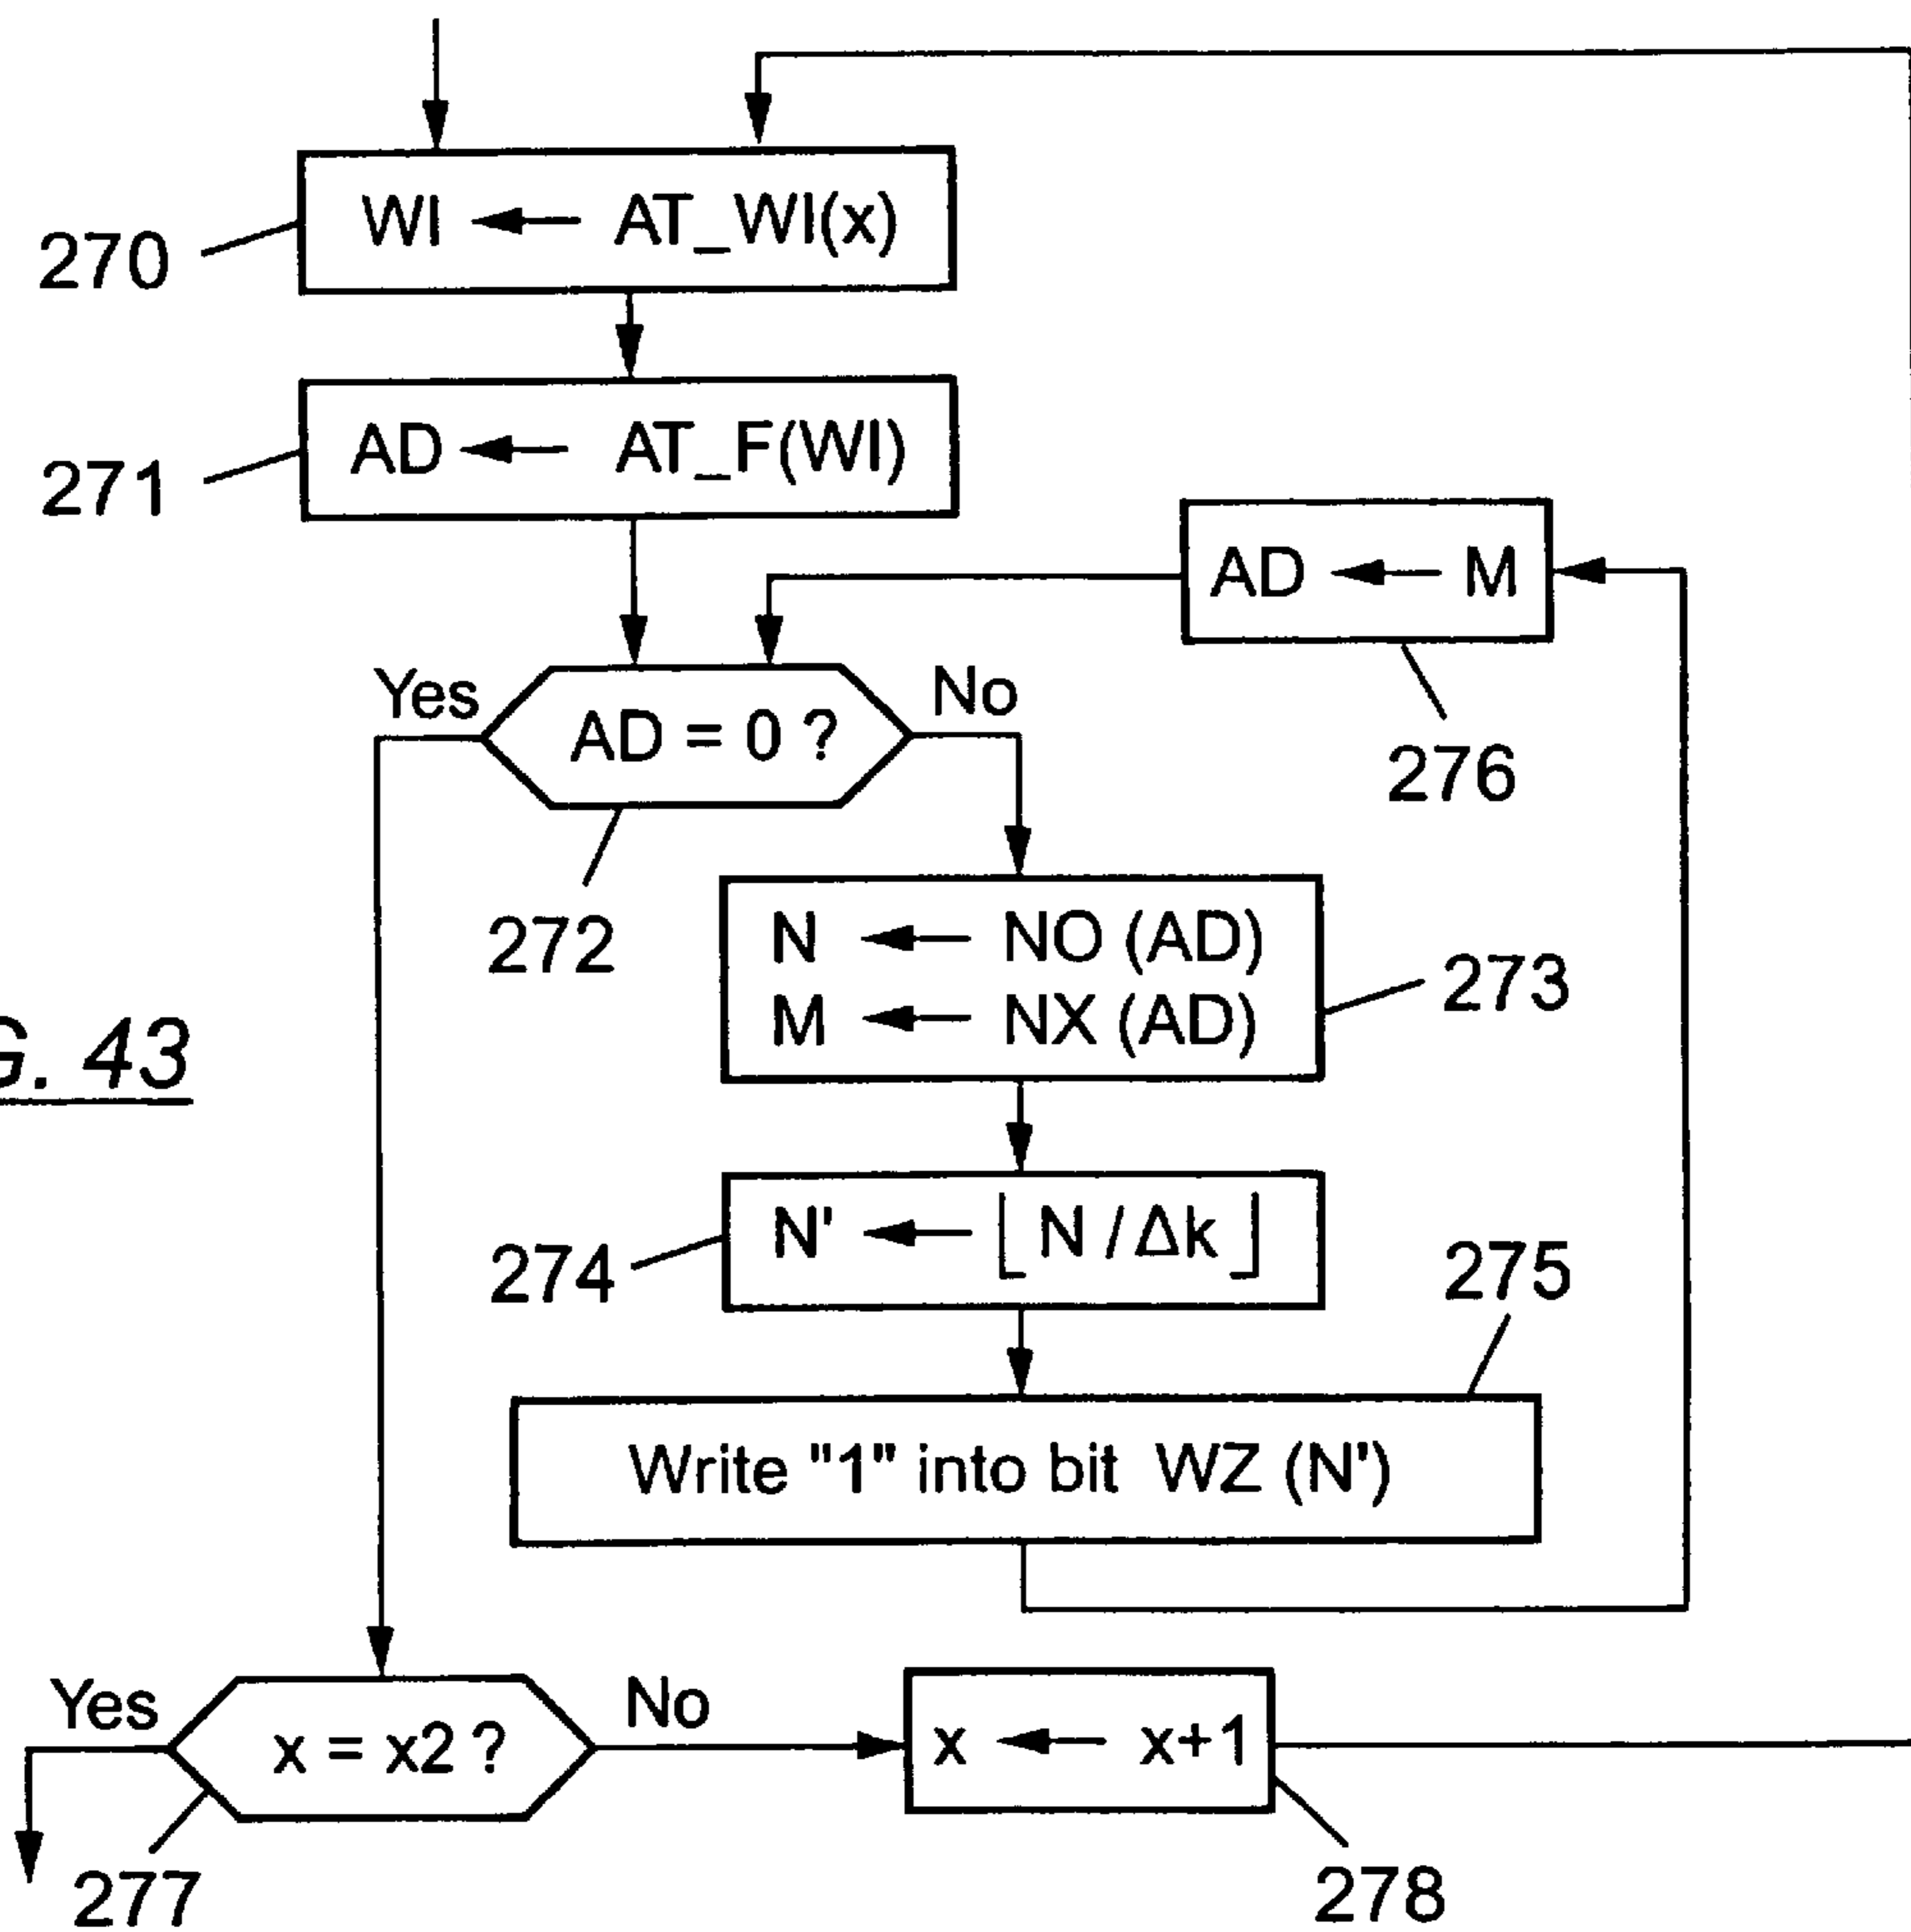 WI ← AT_WI(x)
270
AD ← AT_F(WI)
271
AD ← M
276
Yes
No
AD = 0 ?
272
N ← NO (AD)
M ← NX (AD)
273
G. 43
N' ← ⌊ N / Δk ⌋
274
275
Write "1" into bit WZ (N')
Yes
No
x = x2 ?
x ← x+1
277
278